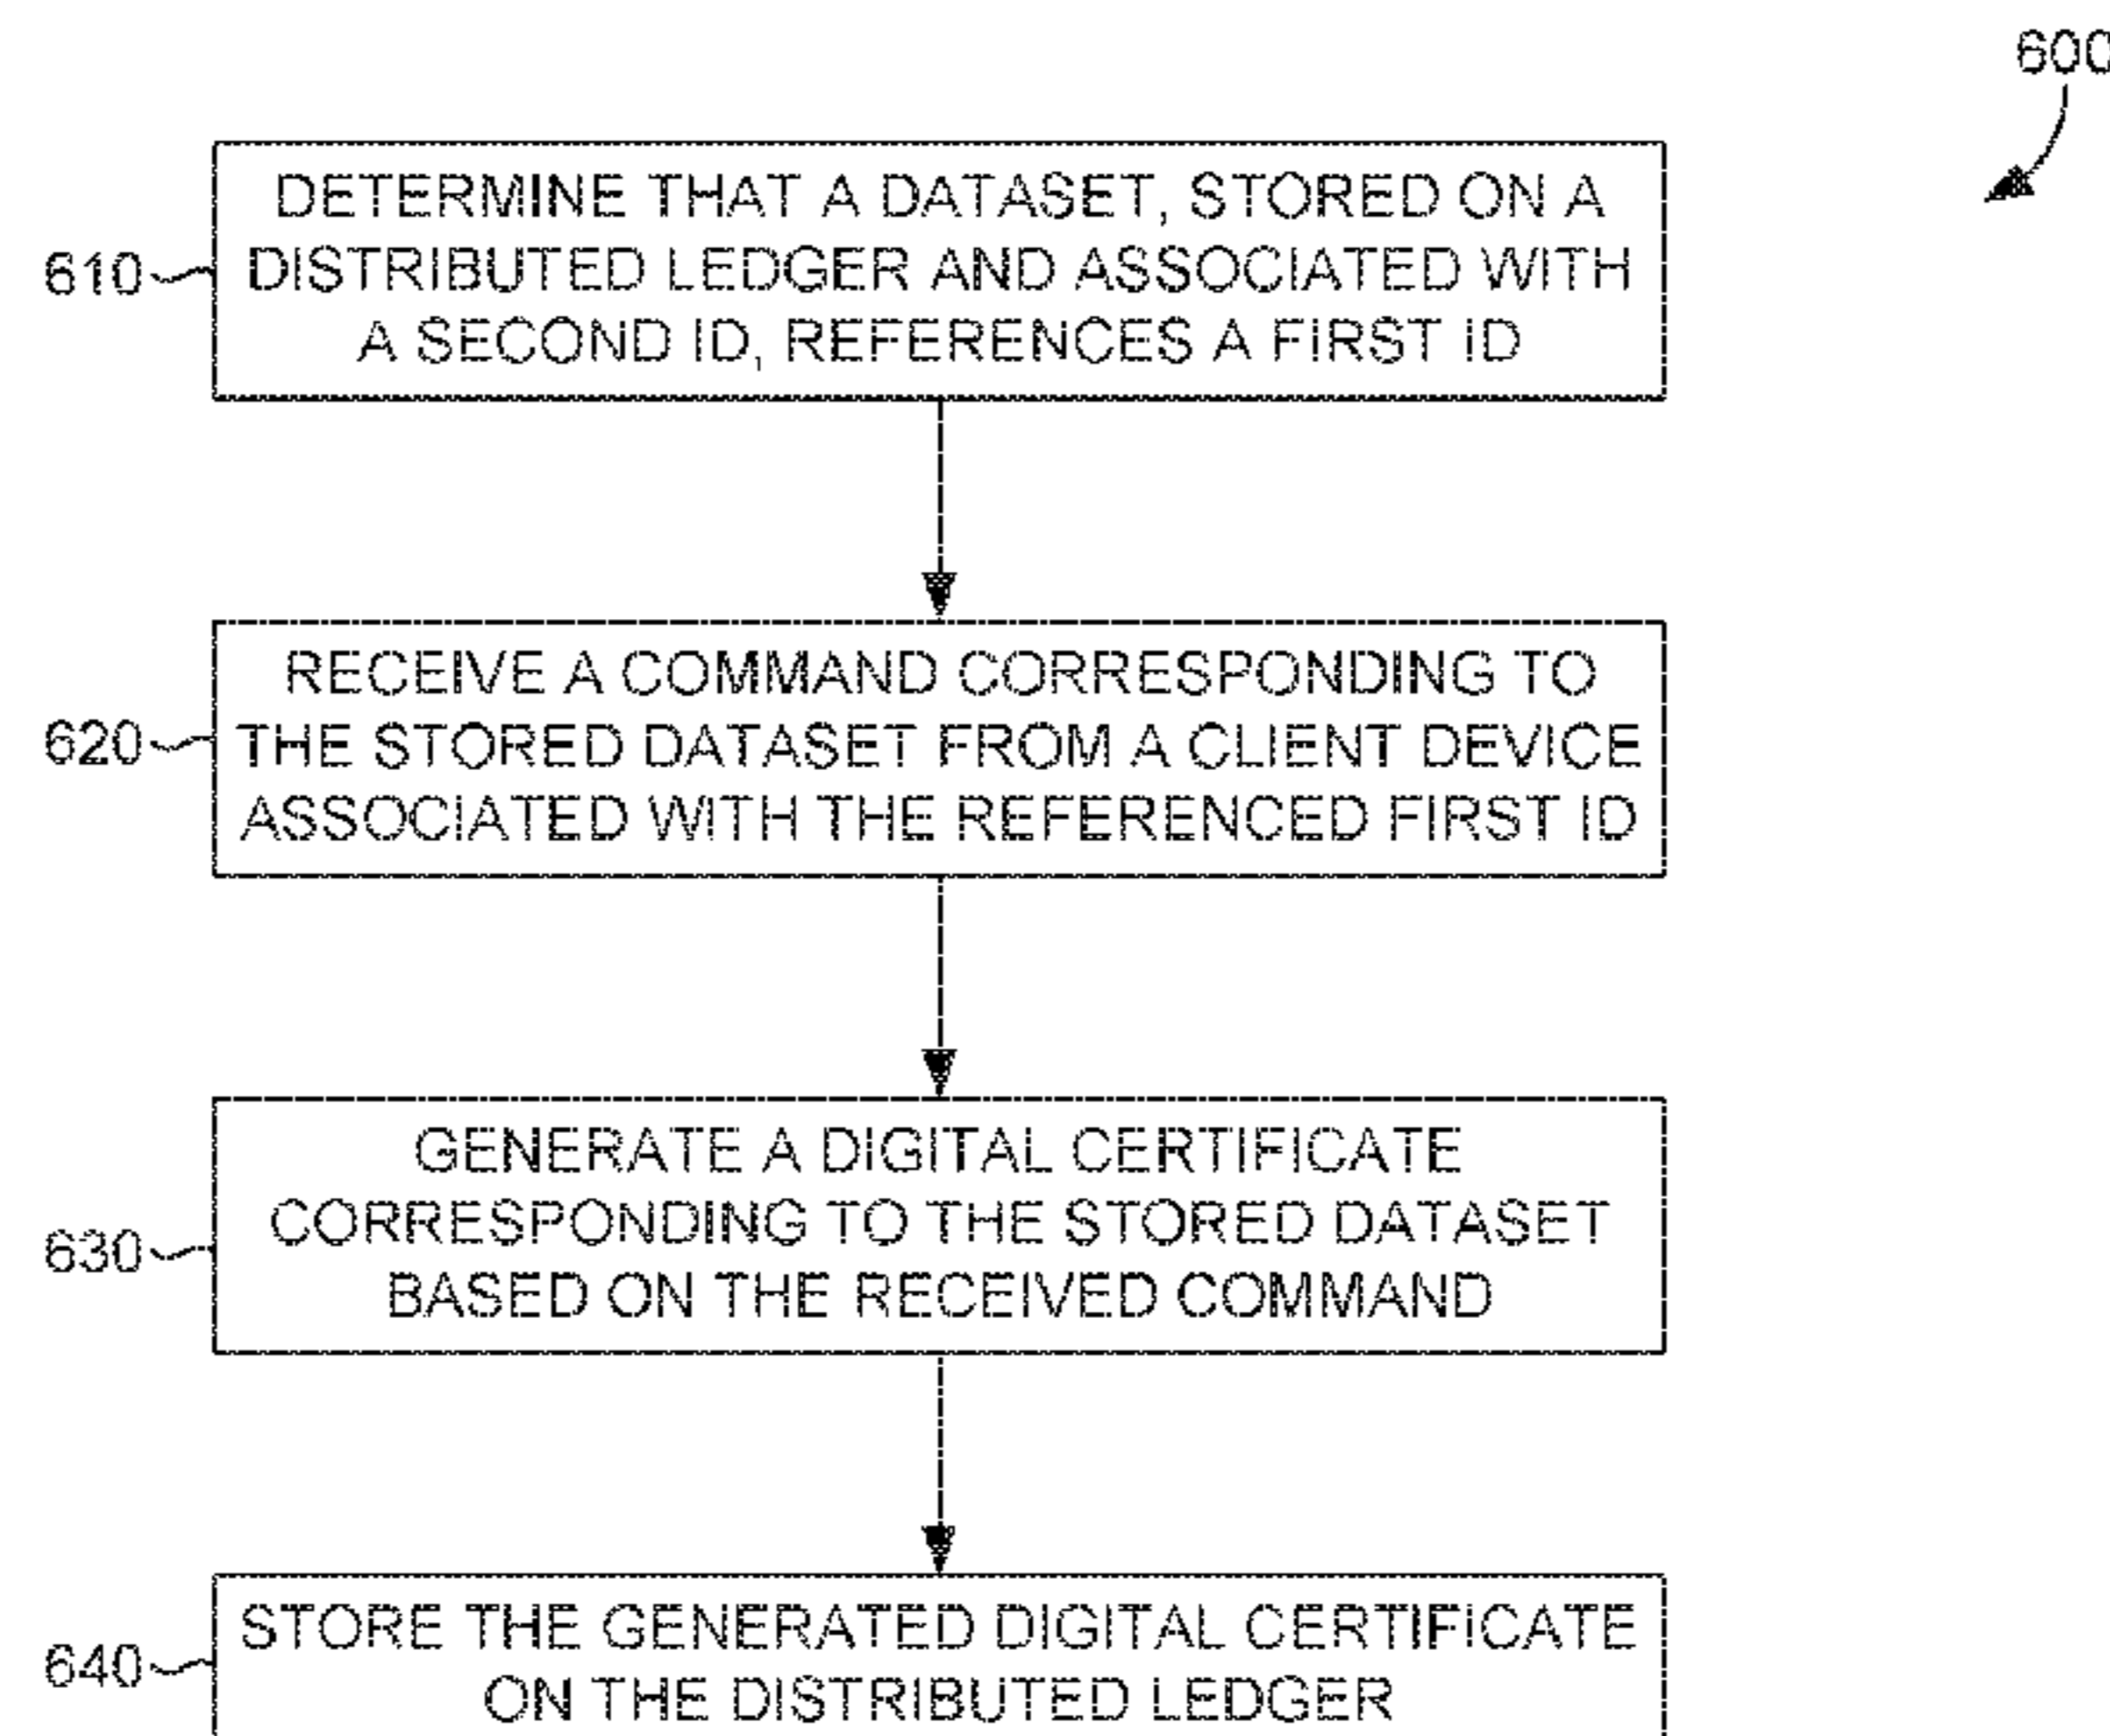 600
DETERMINE THAT A DATASET, STORED ON A
DISTRIBUTED LEDGER AND ASSOCIATED WITH
A SECOND ID, REFERENCES A FIRST ID
610
RECEIVE A COMMAND CORRESPONDING TO
THE STORED DATASET FROM A CLIENT DEVICE
ASSOCIATED WITH THE REFERENCED FIRST ID
620
GENERATE A DIGITAL CERTIFICATE
CORRESPONDING TO THE STORED DATASET
BASED ON THE RECEIVED COMMAND
630
STORE THE GENERATED DIGITAL CERTIFICATE
ON THE DISTRIBUTED LEDGER
640